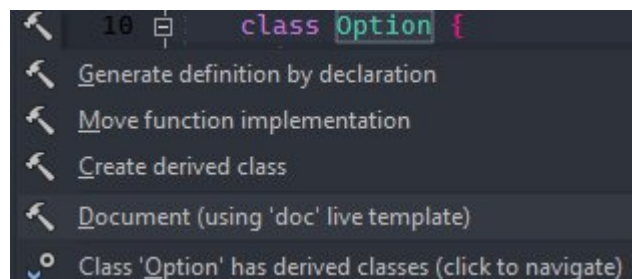 10 class Option {
Generate definition by declaration
Move function implementation
Create derived class
Document (using 'doc' live template)
Class 'Option' has derived classes (click to navigate)